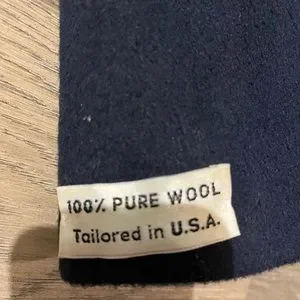 100% PURE WOOL
Tailored in U.S.A.